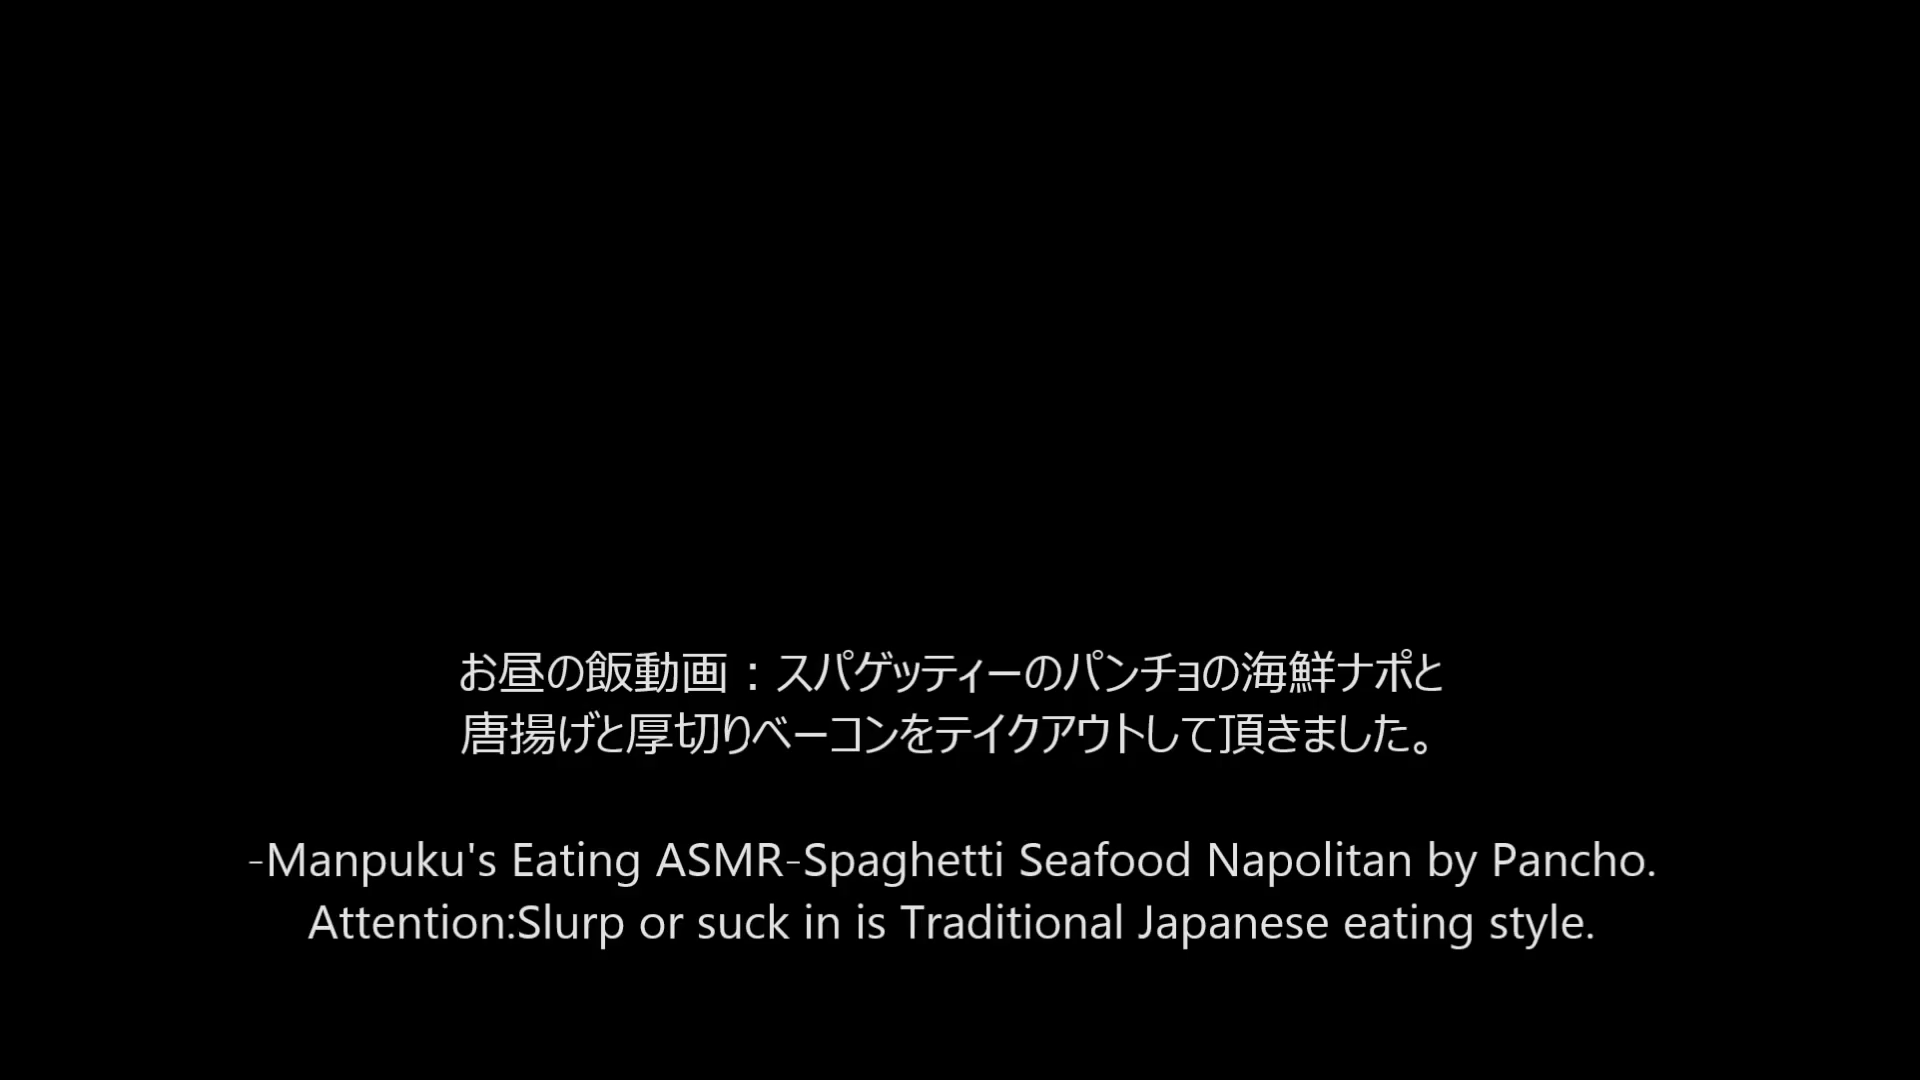 お昼の飯動画：スパゲッティーのパンチョの海鮮ナポと
唐揚げと厚切りベーコンをテイクアウトして頂きました。
-Manpuku's Eating ASMR-Spaghetti Seafood Napolitan by Pancho.
Attention:Slurp or suck in is Traditional Japanese eating style.